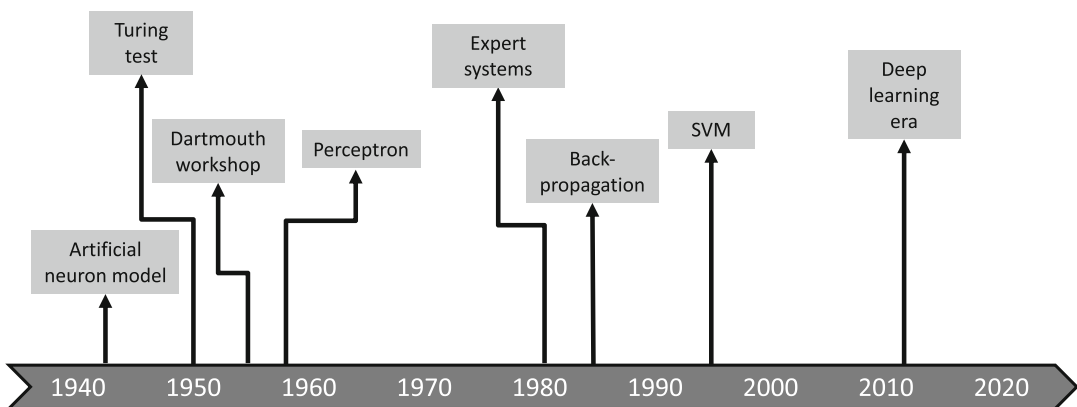 Turing
test
Dartmouth
workshop
Perceptron
Artificial
neuron model
Expert
systems
Back-
propagation
SVM
Deep
learning
era
1940 1950 1960 1970 1980 1990 2000 2010 2020